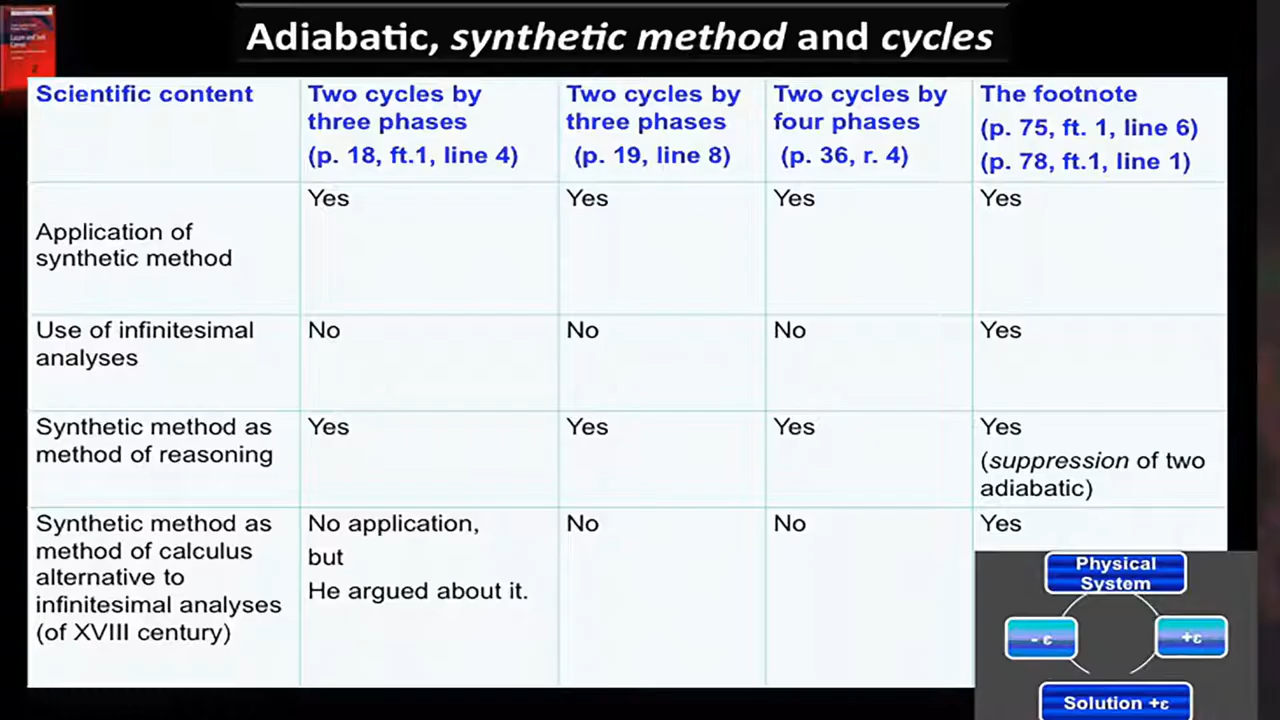 Adiabatic, synthetic method and cycles
Scientific content
Two cycles by
three phases
(p. 18, ft.1, line 4)
Two cycles by
three phases
(p. 19, line 8)
Two cycles by
four phases
(p. 36, r. 4)
The footnote
(p. 75, ft. 1, line 6)
(p. 78, ft.1, line 1)
Application of
synthetic method
Yes
Yes
Yes
Yes
Use of infinitesimal
analyses
No
No
No
Yes
Synthetic method as
method of reasoning
Yes
Yes
Yes
Yes
(suppression of two
adiabatic)
Synthetic method as
method of calculus
alternative to
infinitesimal analyses
(of XVIII century)
No application,
but
He argued about it.
No
No
Yes
Physical
System
- ε
+ε
Solution +ε